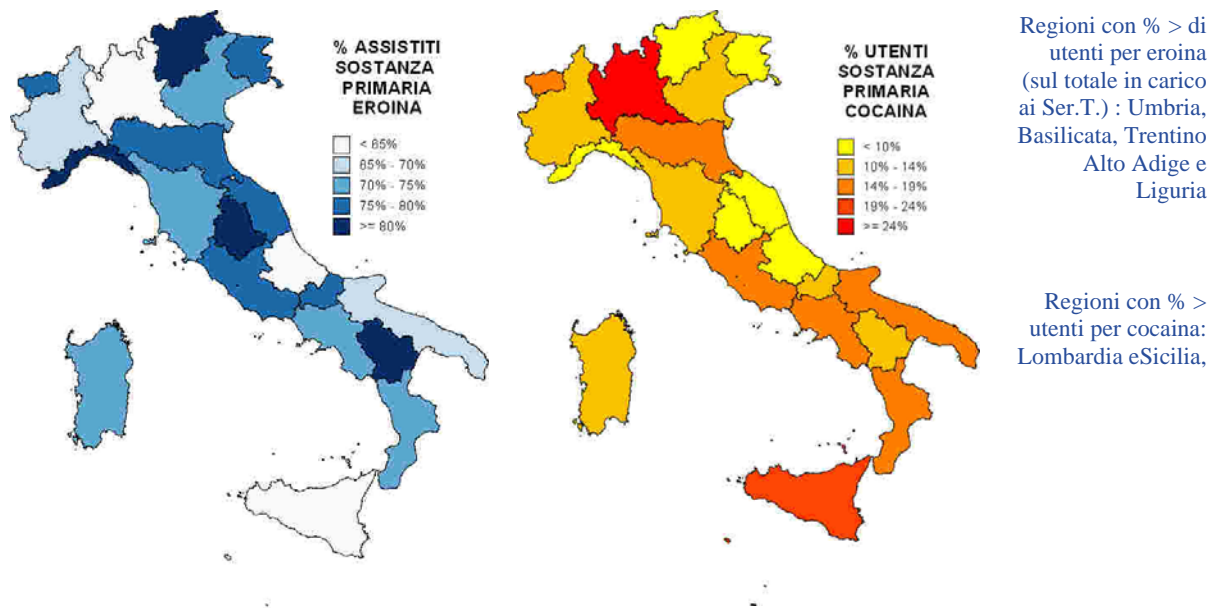 % ASSISTITI
SOSTANZA
PRIMARIA
EROINA
< 65%
65% - 70%
70% - 75%
75% - 80%
>= 80%
% UTENTI
SOSTANZA
PRIMARIA
COCAINA
< 10%
10% - 14%
14% - 19%
19% - 24%
>= 24%
Regioni con % > di
utenti per eroina
(sul totale in carico
ai Ser.T.) : Umbria,
Basilicata, Trentino
Alto Adige e
Liguria
Regioni con % >
utenti per cocaina:
Lombardia eSicilia,